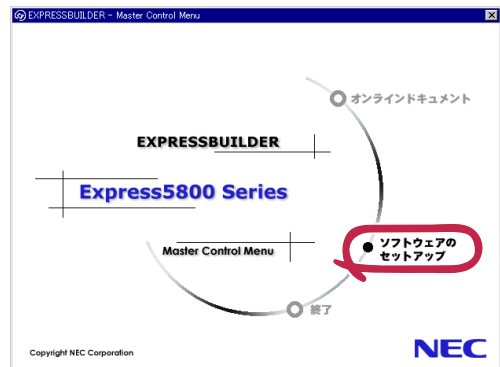 EXPRESSBUILDER - Master Control Menu
オンラインドキュメント
EXPRESSBUILDER
Express5800 Series
Master Control Menu
ソフトウェアの
セットアップ
終了
Copyright NEC Corporation
NEC